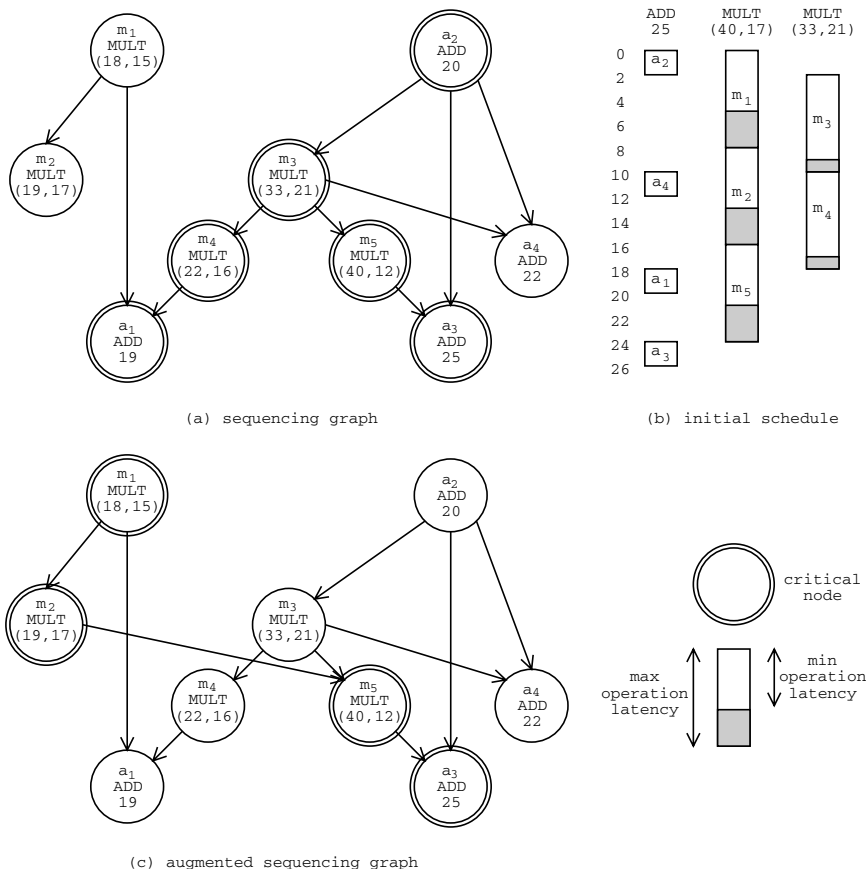 m1
MULT
(18,15)
a2
ADD
20
m2
MULT
(19,17)
m3
MULT
(33,21)
m4
MULT
(22,16)
m5
MULT
(40,12)
a4
ADD
22
a1
ADD
19
a3
ADD
25
(a) sequencing graph
ADD
25
MULT
(40,17)
MULT
(33,21)
0
2
4
6
8
10
12
14
16
18
20
22
24
26
a2
a4
a1
a3
m1
m2
m5
m3
m4
(b) initial schedule
m1
MULT
(18,15)
a2
ADD
20
m2
MULT
(19,17)
m3
MULT
(33,21)
m4
MULT
(22,16)
m5
MULT
(40,12)
a4
ADD
22
a1
ADD
19
a3
ADD
25
(c) augmented sequencing graph
critical
node
max
operation
latency
min
operation
latency